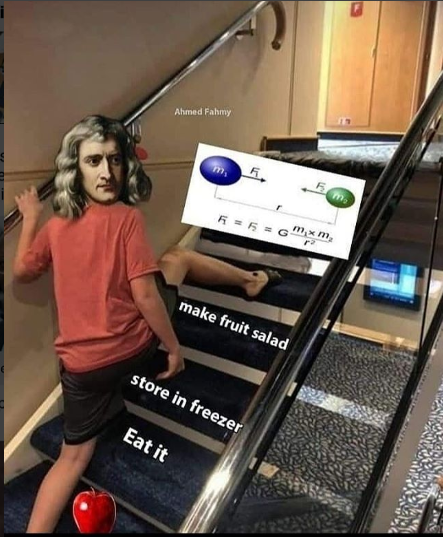 Ahmed Fahmy
m₁ F₁ F₂ m₂
r
F₁ = F₂ = G m₁×m₂/r²
make fruit salad
store in freezer
Eat it